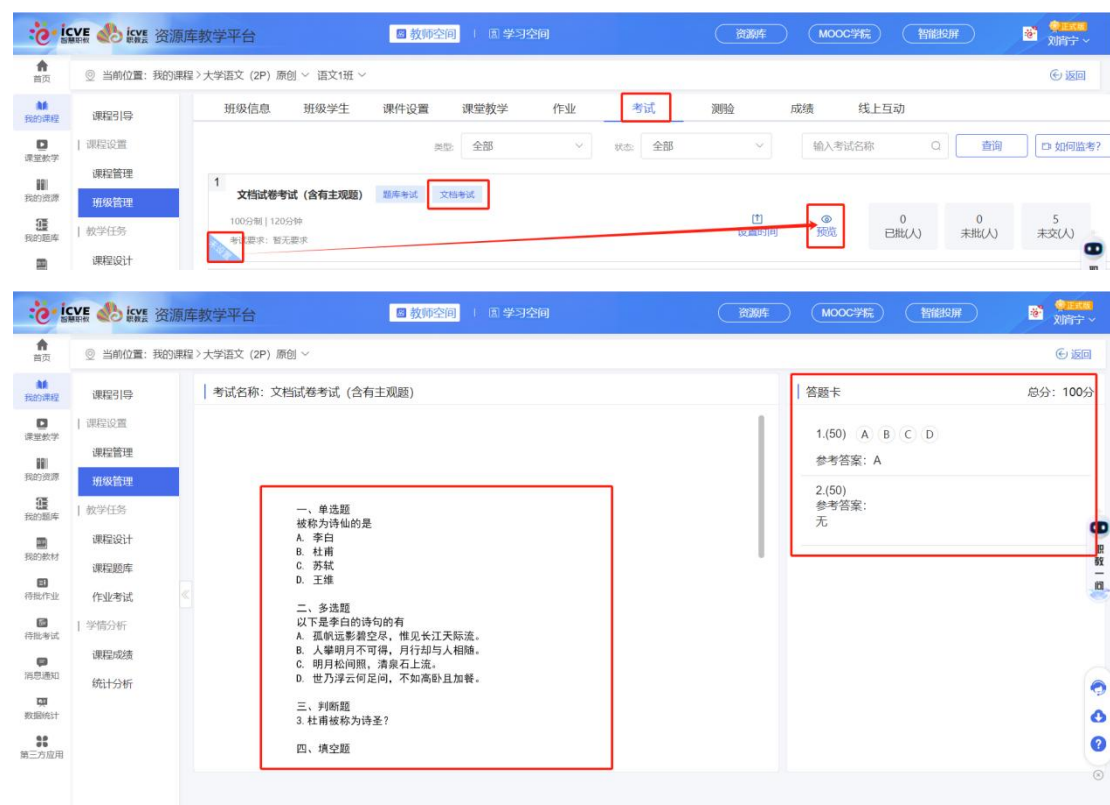 icve 智慧职教 icve 职教云 资源库教学平台 教师空间 | 学习空间 资源库 MOOC学院 智能投屏 正式版 刘背宁
首页 当前位置：我的课程>大学语文（2P）原创 语文1班 返回
我的课程 课程引导 班级信息 班级学生 课件设置 课堂教学 作业 考试 测验 成绩 线上互动
课堂教学 课程设置 类型: 全部 状态: 全部 输入考试名称 查询 如何监考?
课程管理
我的资源 班级管理 1 文档试卷考试（含有主观题） 题库考试 文档考试
我的题库 教学任务 100分制 | 120分钟 设置时间 预览 0 已批(人) 0 未批(人) 5 未交(人)
考试要求：暂无要求
课程设计
icve 智慧职教 icve 职教云 资源库教学平台 教师空间 | 学习空间 资源库 MOOC学院 智能投屏 正式版
首页 当前位置：我的课程>大学语文（2P）原创 返回
我的课程
课堂教学
我的资源
我的题库
我的教材
待批作业
待批考试
消息通知
数据统计
第三方应用
课程引导
课程设置
课程管理
班级管理
教学任务
课程设计
课程题库
作业考试
学情分析
课程成绩
统计分析
考试名称：文档试卷考试（含有主观题）
一、单选题
被称为诗仙的是
A. 李白
B. 杜甫
C. 苏轼
D. 王维
二、多选题
以下是李白的诗句的有
A. 孤帆远影碧空尽，惟见长江天际流。
B. 人攀明月不可得，月行却与人相随。
C. 明月松间照，清泉石上流。
D. 世乃浮云何足问，不如高卧且加餐。
三、判断题
3. 杜甫被称为诗圣?
四、填空题
答题卡 总分：100分
1.(50) A B C D
参考答案：A
2.(50)
参考答案：
无
职教一问